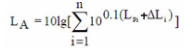 L_A = 10lg[∑_{i=1}^{n} 10^{0.1(L_{Pi}+ΔL_i)}]